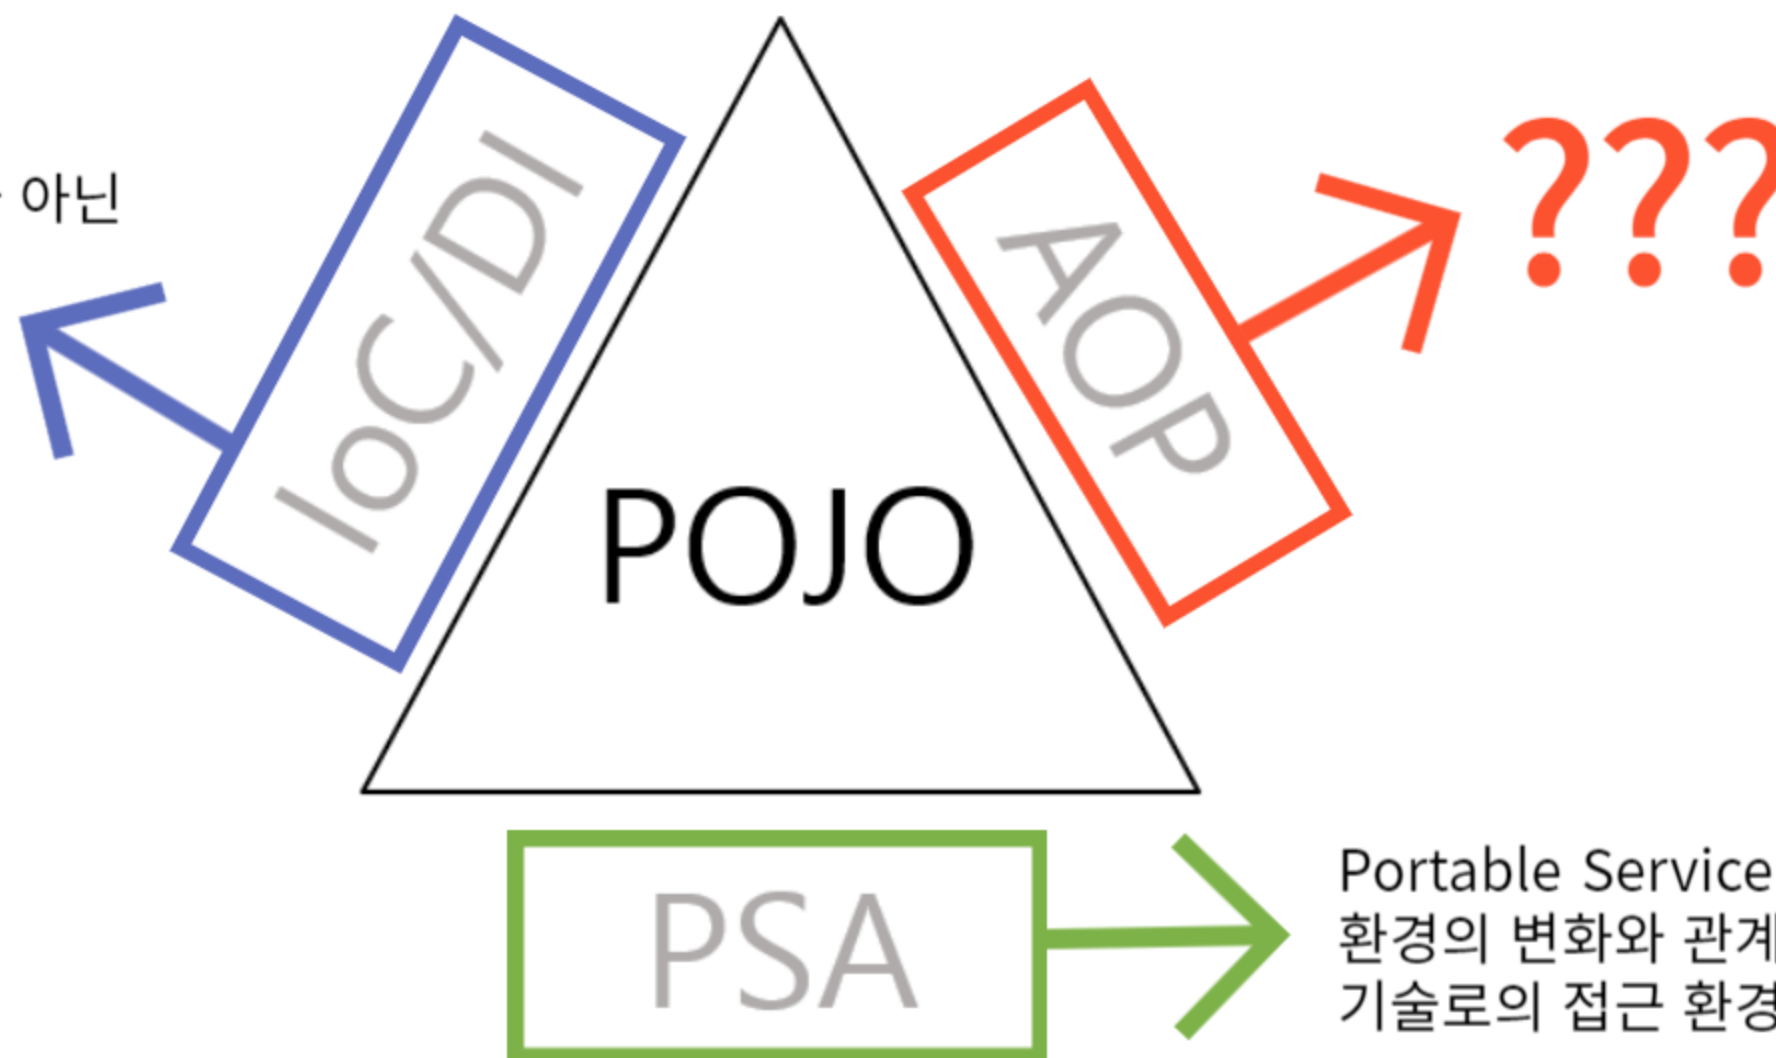 아닌
IoC/DI
AOP
???
POJO
PSA
Portable Service
환경의 변화와 관계
기술로의 접근 환경